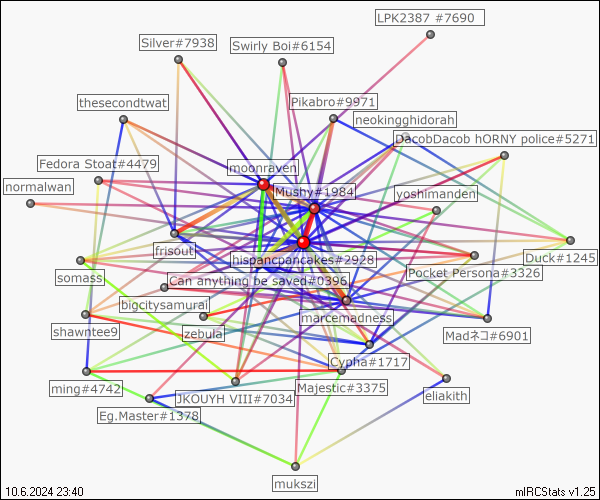 LPK2387 #7690
Silver#7938
Swirly Boi#6154
thesecondtwat
Pikabro#9971
neokingghidorah
DacobDacob hORNY police#5271
Fedora Stoat#4479
moonraven
normalwan
Mushy#1984
yoshimanden
frisout
hispancpancakes#2928
Duck#1245
somass
Can anything be saved#0396
Pocket Persona#3326
bigcitysamurai
marcemadness
shawntee9
zebula
Madネコ#6901
Cypha#1717
ming#4742
Majestic#3375
eliakith
JKOUYH VIII#7034
Eg.Master#1378
mukszi
10.6.2024 23:40
mIRCStats v1.25